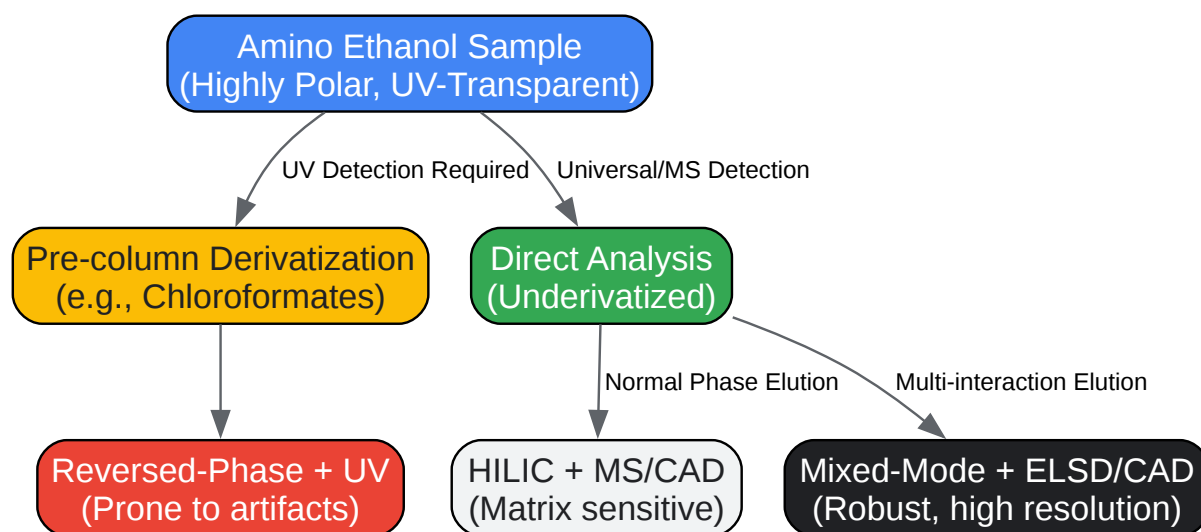 Amino Ethanol Sample
(Highly Polar, UV-Transparent)
UV Detection Required
Universal/MS Detection
Pre-column Derivatization
(e.g., Chloroformates)
Direct Analysis
(Underivatized)
Normal Phase Elution
Multi-interaction Elution
Reversed-Phase + UV
(Prone to artifacts)
HILIC + MS/CAD
(Matrix sensitive)
Mixed-Mode + ELSD/CAD
(Robust, high resolution)